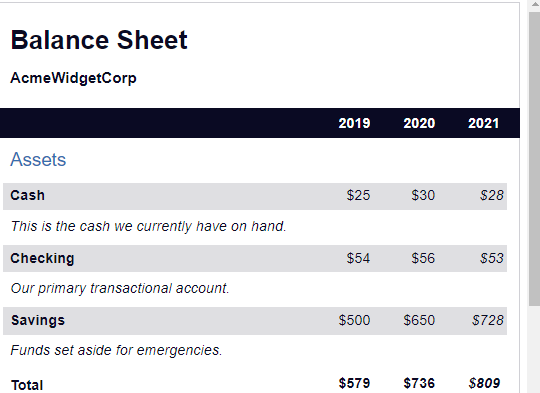 Balance Sheet
AcmeWidgetCorp
2019 2020 2021
Assets
Cash $25 $30 $28
This is the cash we currently have on hand.
Checking $54 $56 $53
Our primary transactional account.
Savings $500 $650 $728
Funds set aside for emergencies.
Total $579 $736 $809